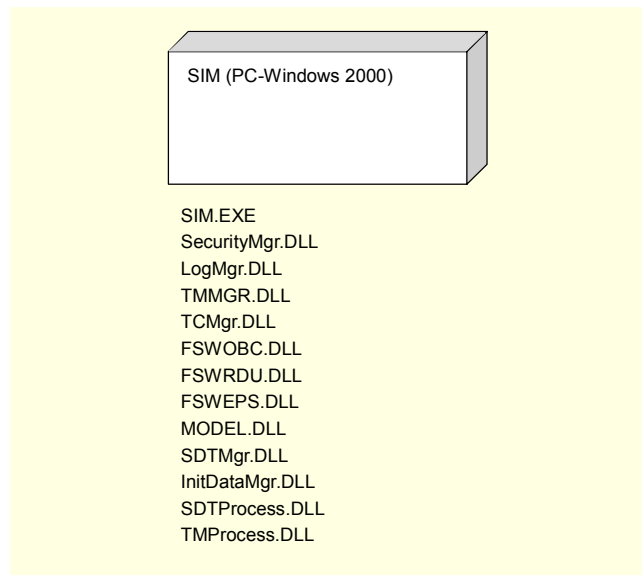 SIM (PC-Windows 2000)
SIM.EXE
SecurityMgr.DLL
LogMgr.DLL
TMMGR.DLL
TCMgr.DLL
FSWOBC.DLL
FSWRDU.DLL
FSWEPS.DLL
MODEL.DLL
SDTMgr.DLL
InitDataMgr.DLL
SDTProcess.DLL
TMProcess.DLL